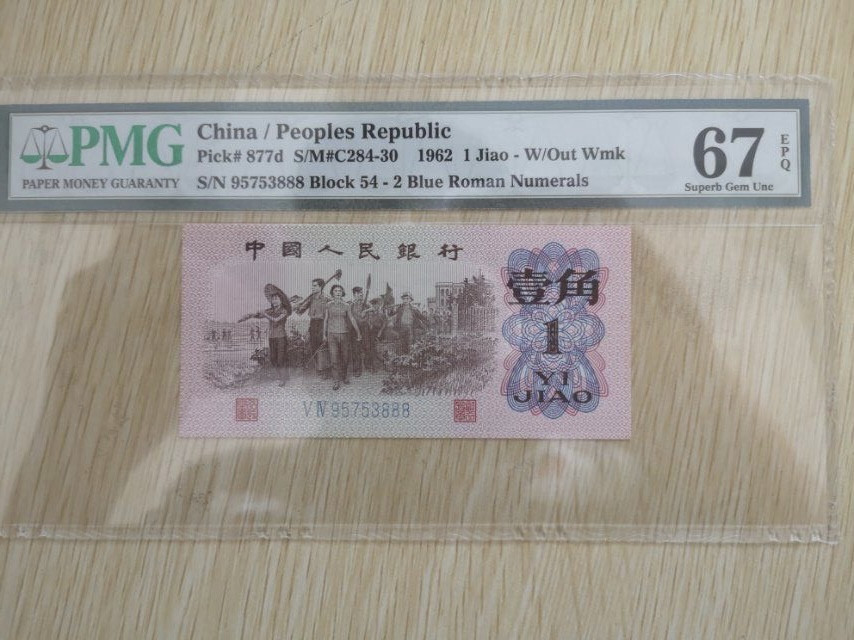 PMG
PAPER MONEY GUARANTY
China / Peoples Republic
Pick# 877d S/M#C284-30 1962 1 Jiao - W/Out Wmk
S/N 95753888 Block 54 - 2 Blue Roman Numerals
67
EPQ
Superb Gem Unc
中國人民銀行
壹角
1
YI
JIAO
V IV 95753888